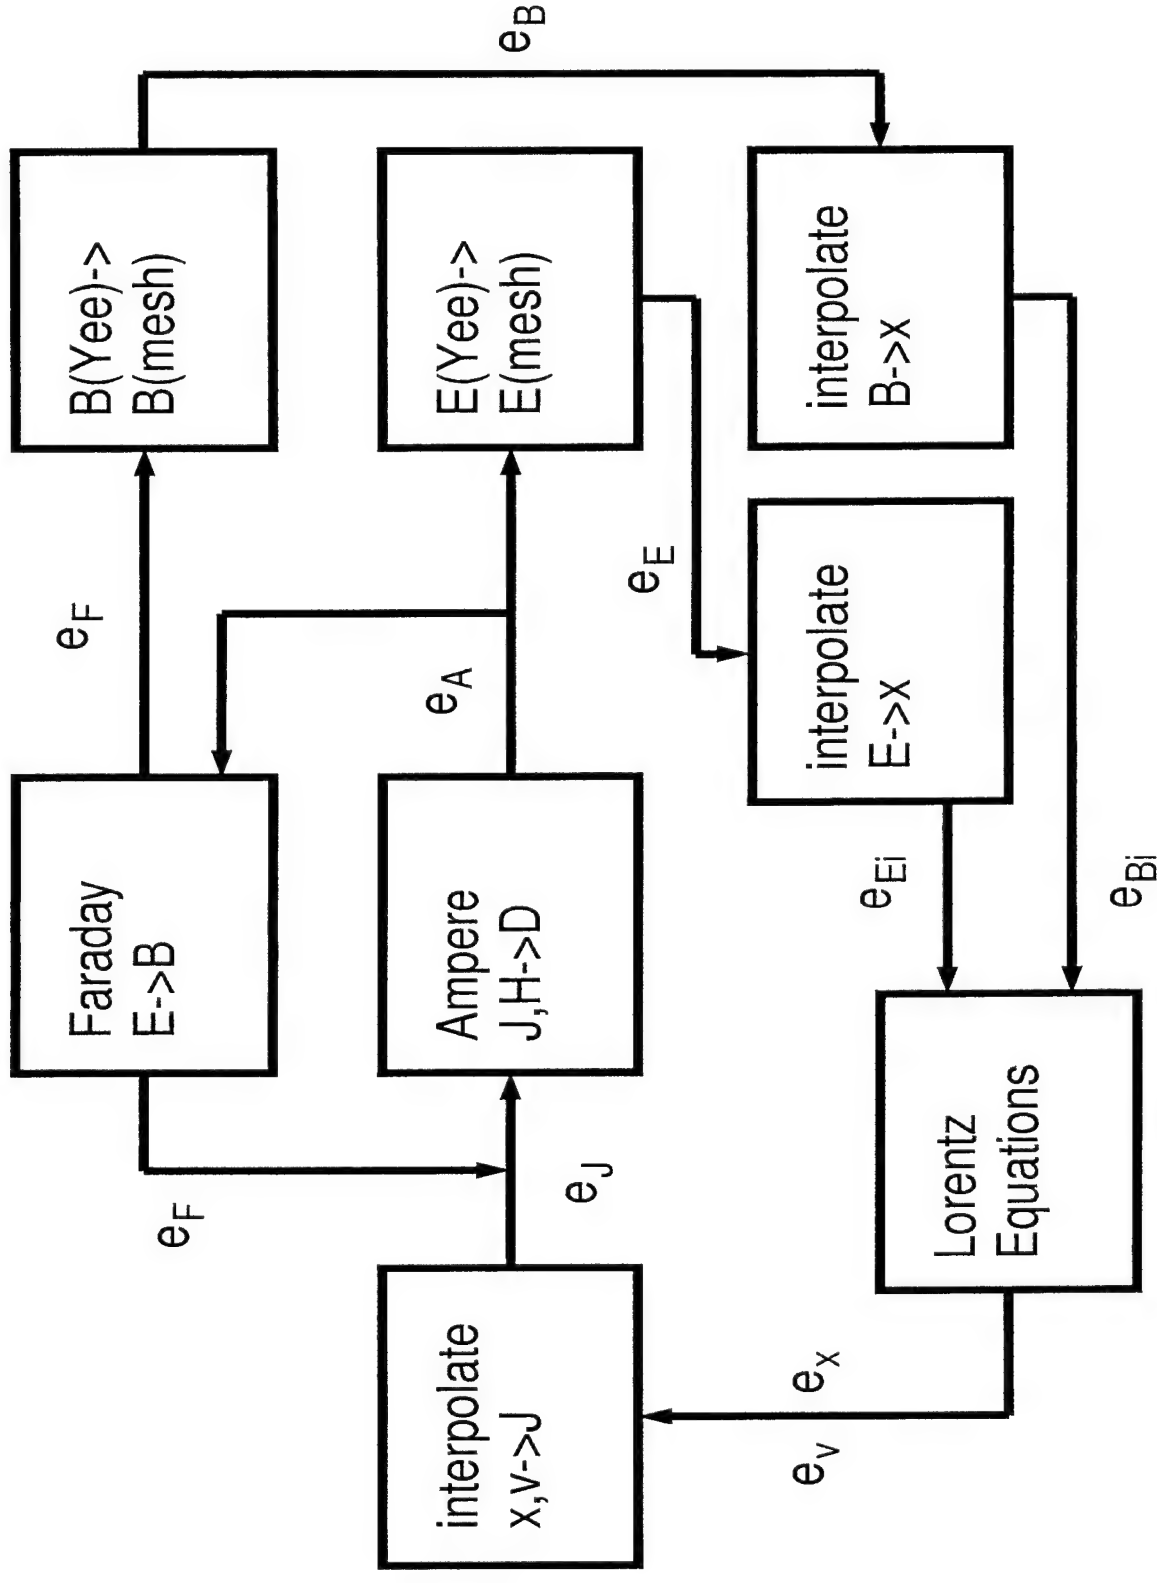 Faraday
E->B
e_F
B(Yee)->
B(mesh)
e_F
interpolate
x,v->J
e_J
Ampere
J,H->D
e_A
E(Yee)->
E(mesh)
e_B
e_E
interpolate
E->x
interpolate
B->x
e_v
e_x
Lorentz
Equations
e_Ei
e_Bi